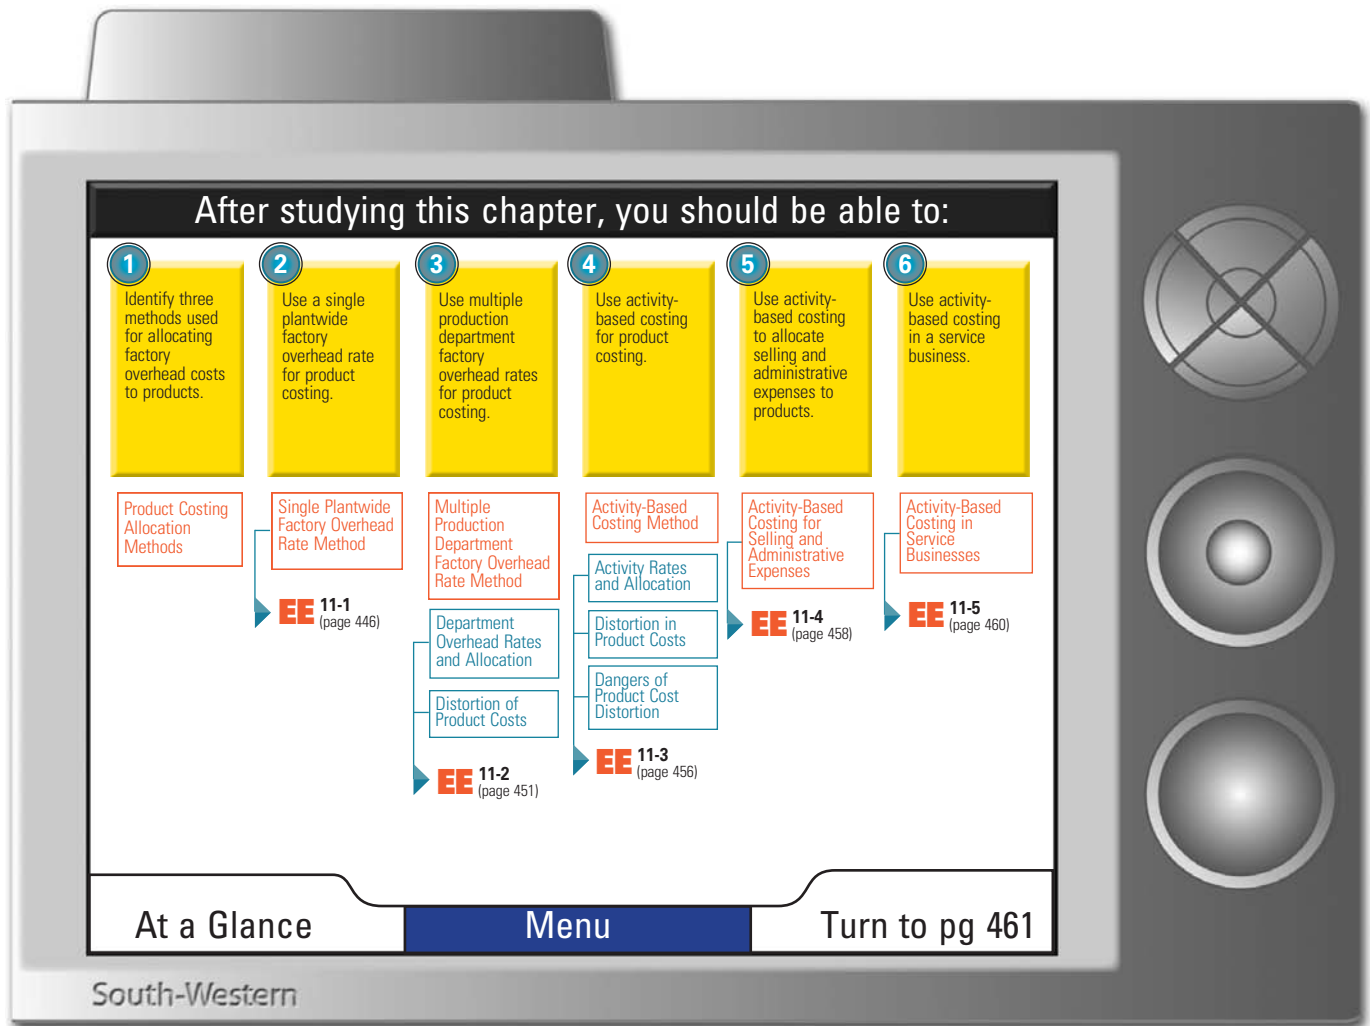 After studying this chapter, you should be able to:
1
Identify three
methods used
for allocating
factory
overhead costs
to products.
2
Use a single
plantwide
factory
overhead rate
for product
costing.
3
Use multiple
production
department
factory
overhead rates
for product
costing.
4
Use activity-
based costing
for product
costing.
5
Use activity-
based costing
to allocate
selling and
administrative
expenses to
products.
6
Use activity-
based costing
in a service
business.
Product Costing
Allocation
Methods
Single Plantwide
Factory Overhead
Rate Method
EE 11-1
(page 446)
Multiple
Production
Department
Factory Overhead
Rate Method
Department
Overhead Rates
and Allocation
Distortion of
Product Costs
EE 11-2
(page 451)
Activity-Based
Costing Method
Activity Rates
and Allocation
Distortion in
Product Costs
Dangers of
Product Cost
Distortion
EE 11-3
(page 456)
Activity-Based
Costing for
Selling and
Administrative
Expenses
EE 11-4
(page 458)
Activity-Based
Costing in
Service
Businesses
EE 11-5
(page 460)
At a Glance
Menu
Turn to pg 461
South-Western